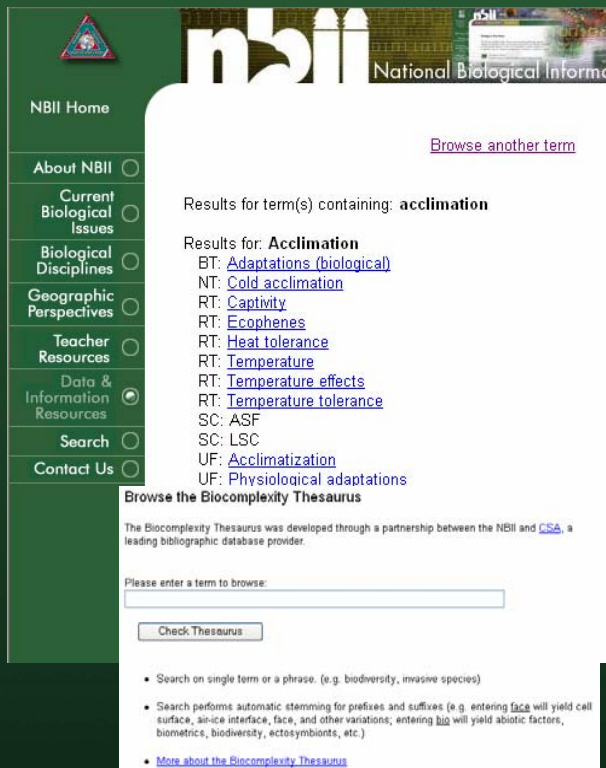 nbii
nbii
National Biological Informa
NBII Home
About NBII
Current
Biological
Issues
Biological
Disciplines
Geographic
Perspectives
Teacher
Resources
Data &
Information
Resources
Search
Contact Us
Browse another term
Results for term(s) containing: acclimation
Results for: Acclimation
BT: Adaptations (biological)
NT: Cold acclimation
RT: Captivity
RT: Ecophenes
RT: Heat tolerance
RT: Temperature
RT: Temperature effects
RT: Temperature tolerance
SC: ASF
SC: LSC
UF: Acclimatization
UF: Physiological adaptations
Browse the Biocomplexity Thesaurus
The Biocomplexity Thesaurus was developed through a partnership between the NBII and CSA, a
leading bibliographic database provider.
Please enter a term to browse:
Check Thesaurus
• Search on single term or a phrase. (e.g. biodiversity, invasive species)
• Search performs automatic stemming for prefixes and suffixes (e.g. entering face will yield cell
surface, air-ice interface, face, and other variations; entering bio will yield abiotic factors,
biometrics, biodiversity, ectosymbionts, etc.)
• More about the Biocomplexity Thesaurus